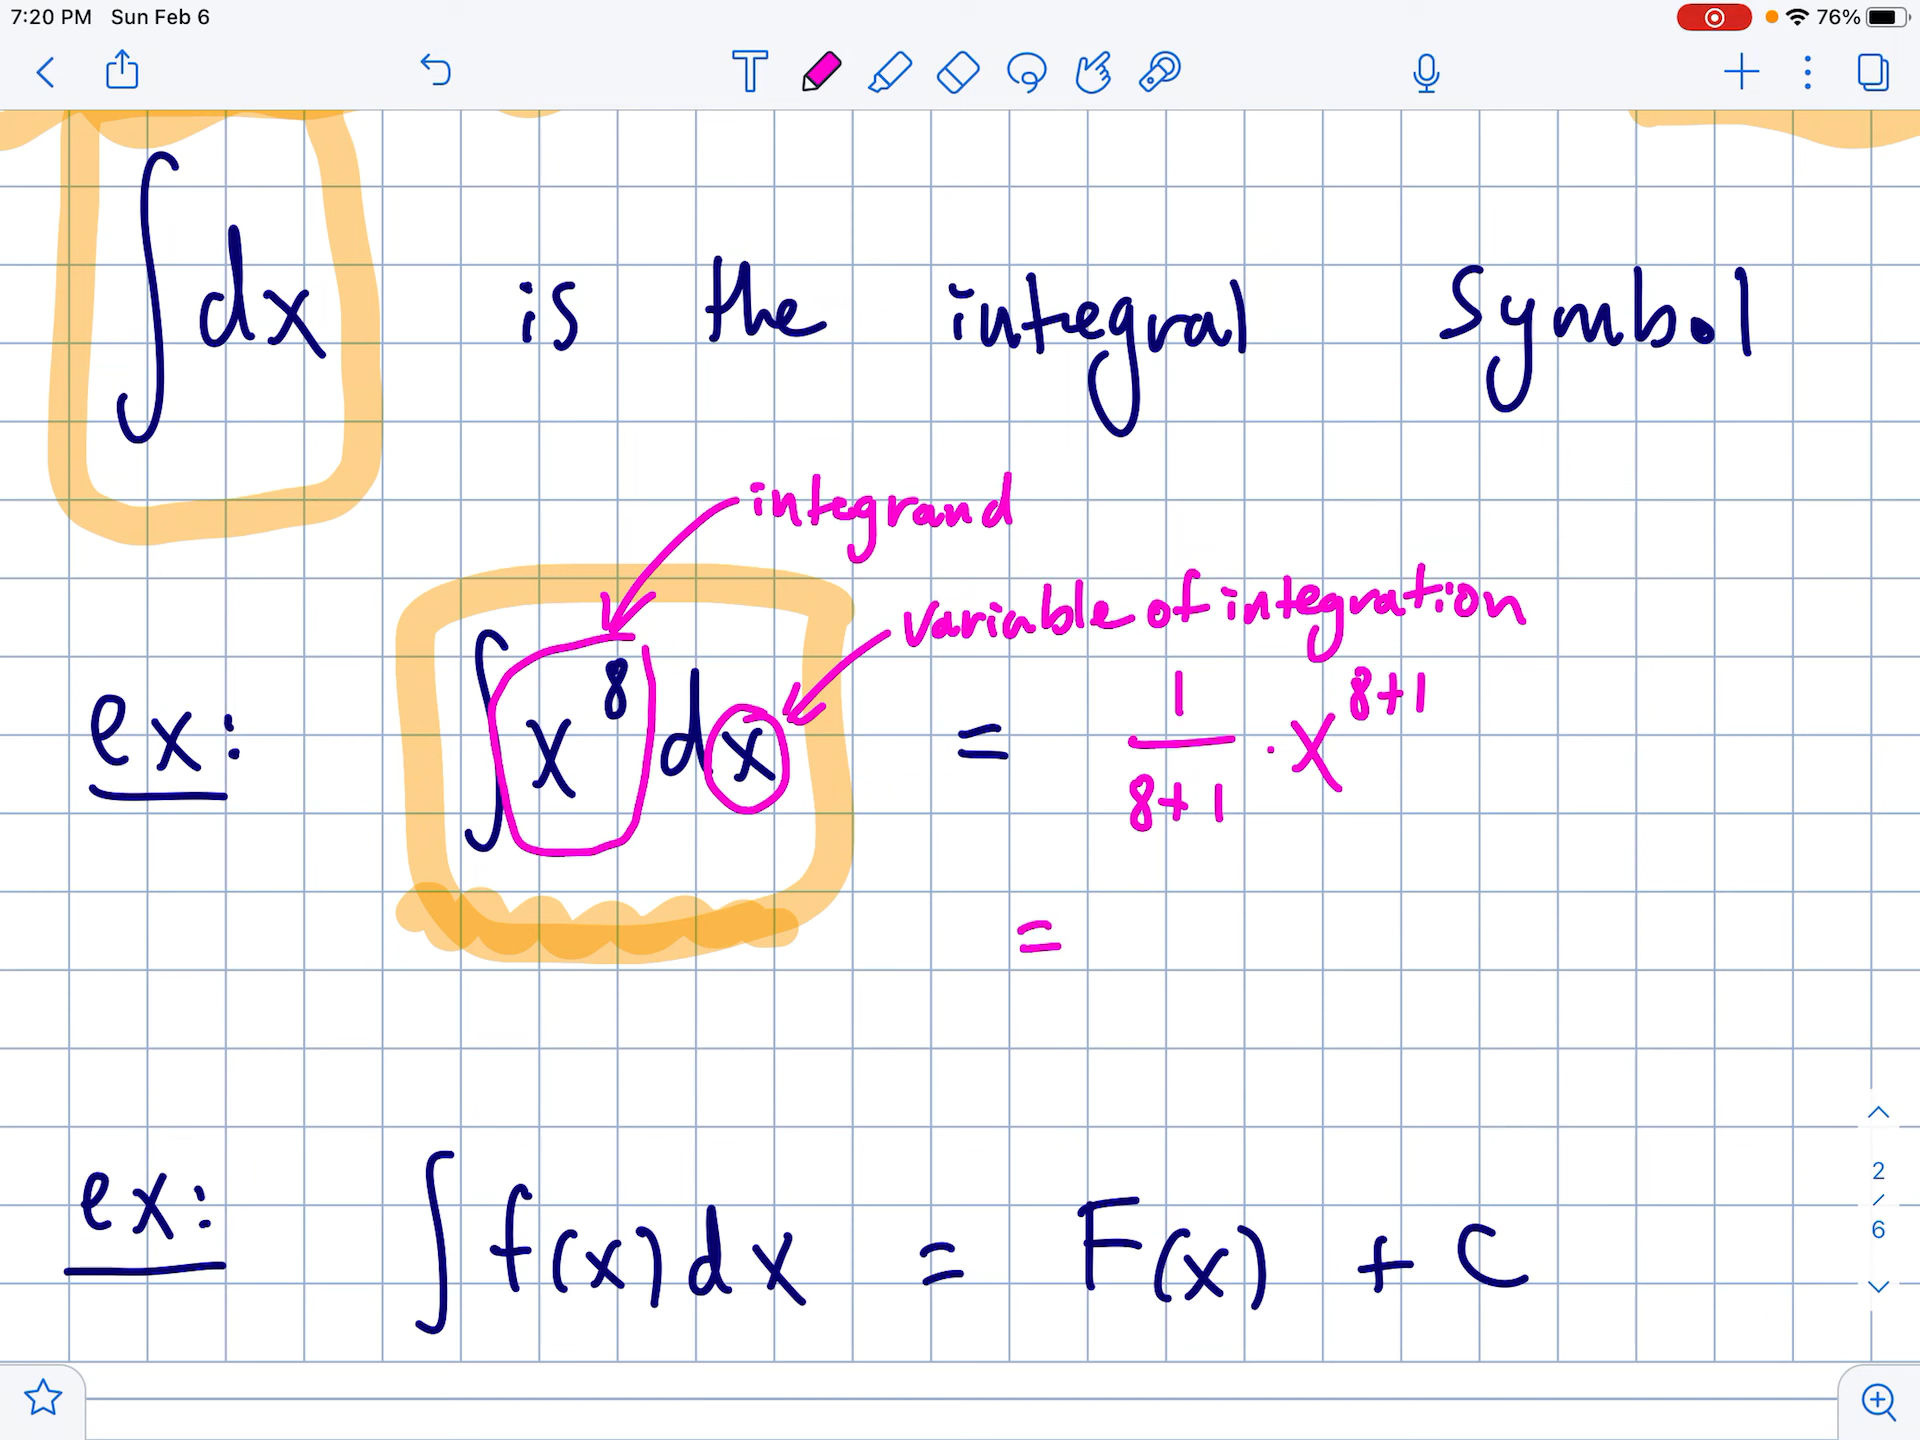 7:20 PM Sun Feb 6 76%
T
∫ dx is the integral symbol
integrand
variable of integration
ex: ∫ x^8 dx = 1/(8+1) · x^(8+1)
=
2
/
6
ex: ∫ f(x) dx = F(x) + C